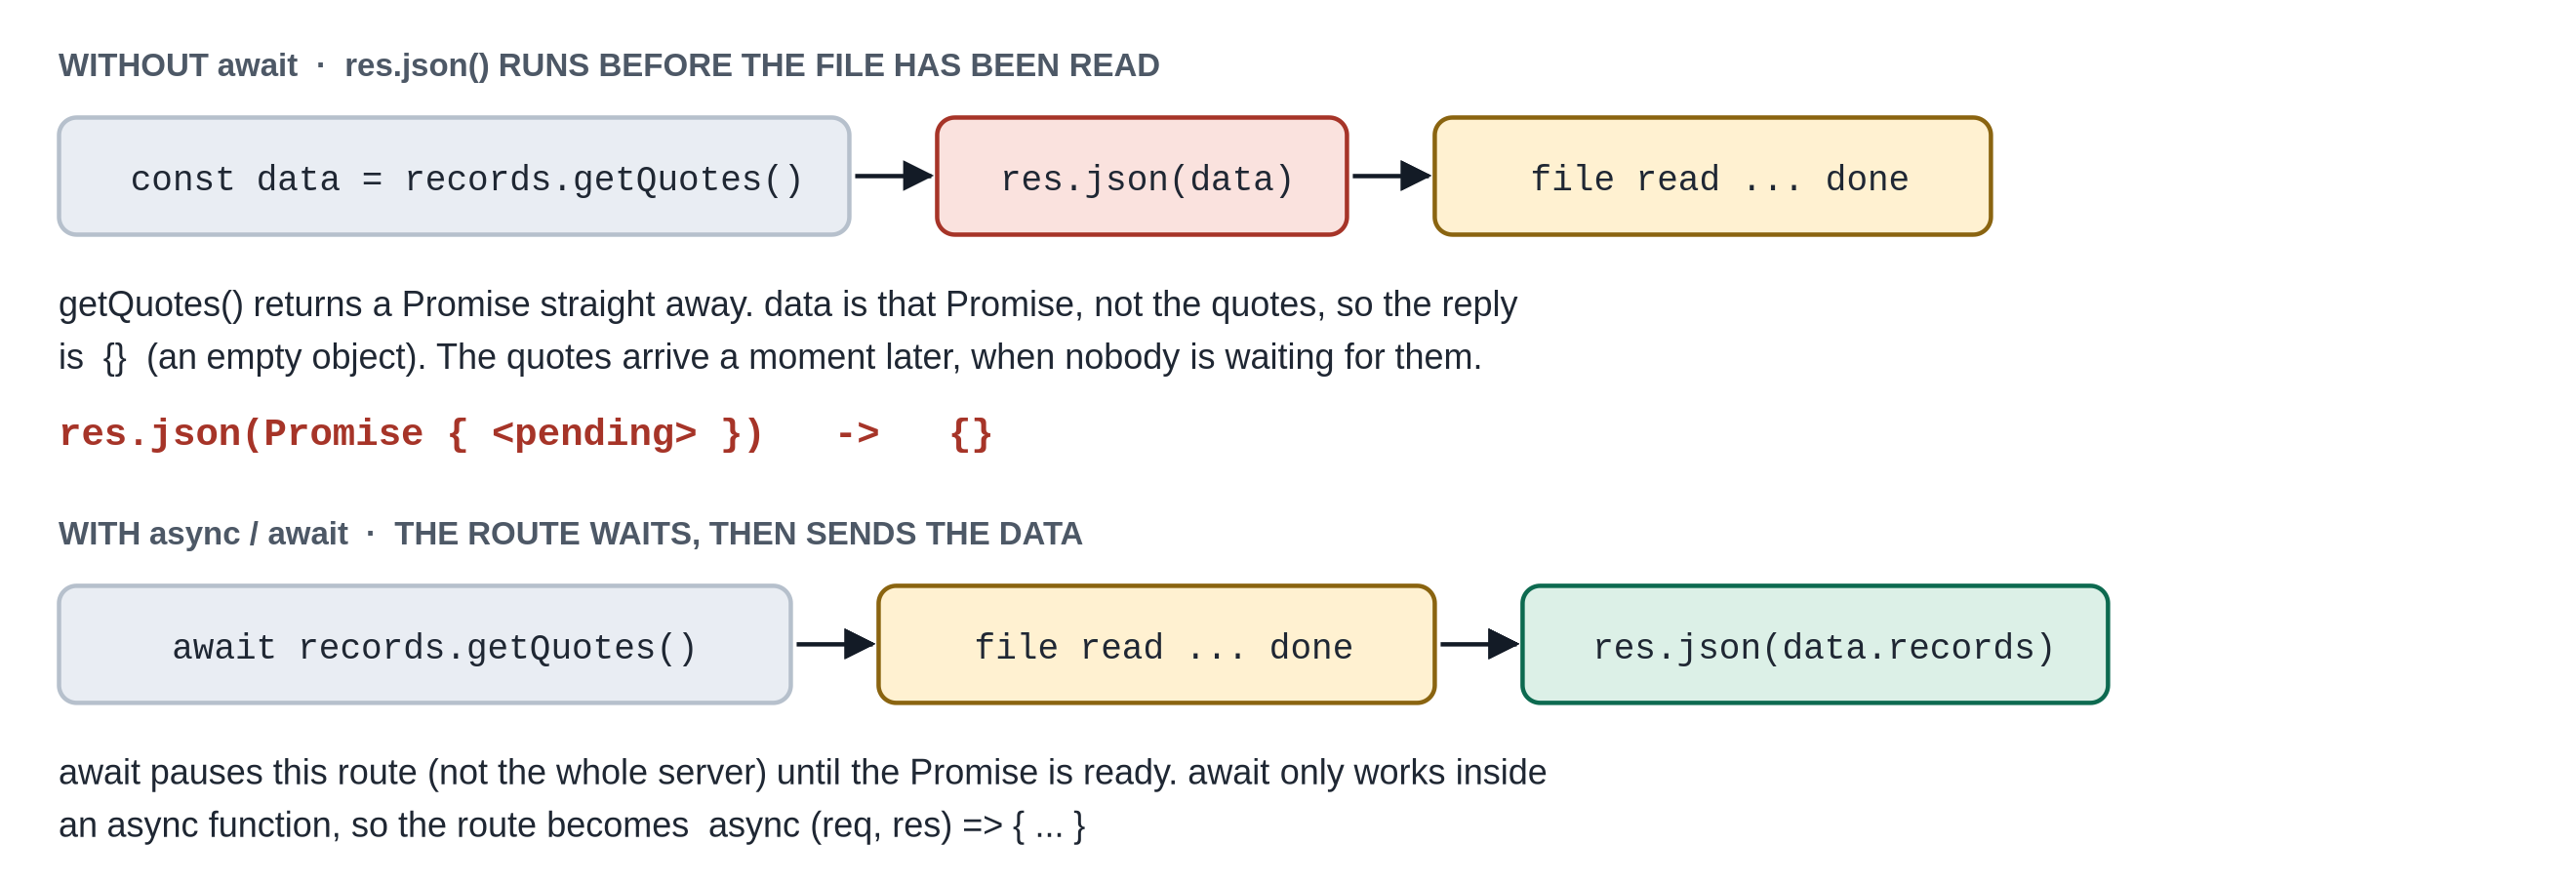 WITHOUT await · res.json() RUNS BEFORE THE FILE HAS BEEN READ
const data = records.getQuotes()
res.json(data)
file read ... done
getQuotes() returns a Promise straight away. data is that Promise, not the quotes, so the reply
is {} (an empty object). The quotes arrive a moment later, when nobody is waiting for them.
res.json(Promise { <pending> }) -> {}
WITH async / await · THE ROUTE WAITS, THEN SENDS THE DATA
await records.getQuotes()
file read ... done
res.json(data.records)
await pauses this route (not the whole server) until the Promise is ready. await only works inside
an async function, so the route becomes async (req, res) => { ... }